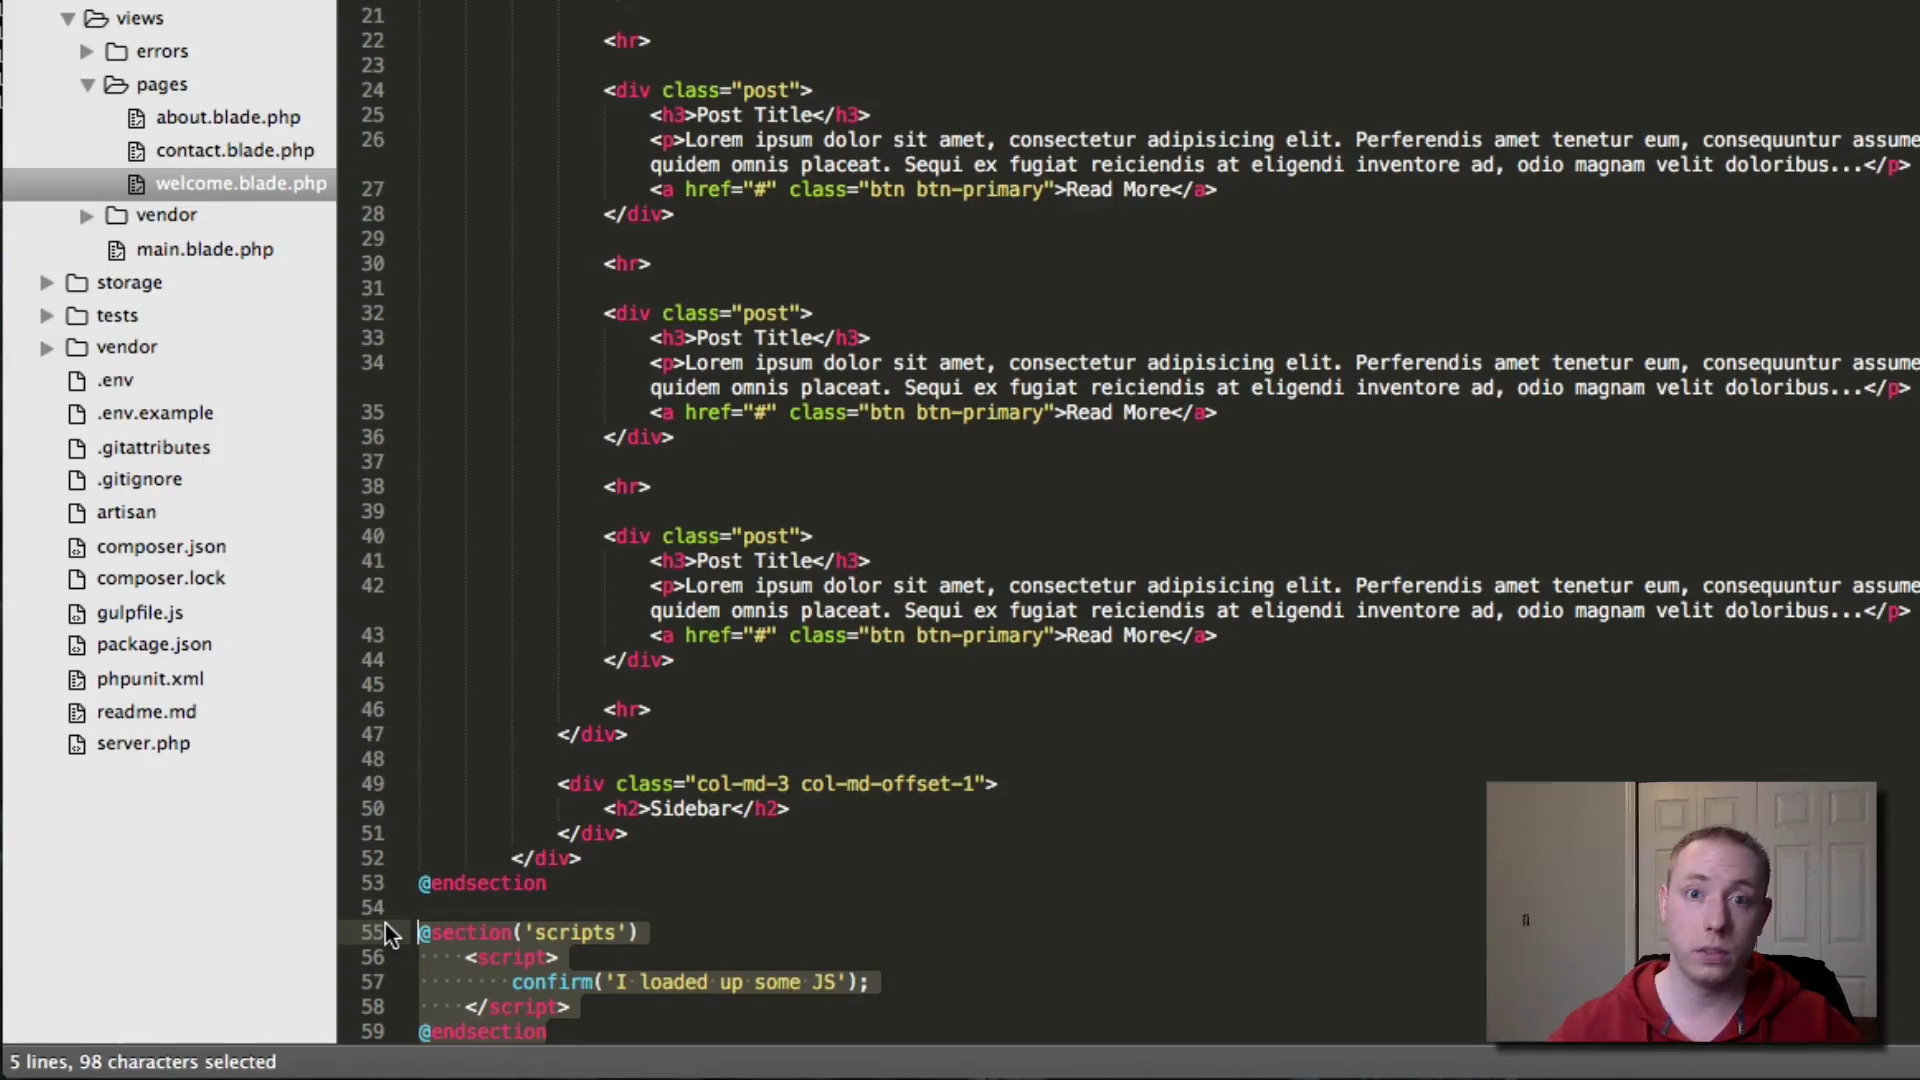 views
errors
pages
about.blade.php
contact.blade.php
welcome.blade.php
vendor
main.blade.php
storage
tests
vendor
.env
.env.example
.gitattributes
.gitignore
artisan
composer.json
composer.lock
gulpfile.js
package.json
phpunit.xml
readme.md
server.php
21
22 <hr>
23
24 <div class="post">
25 <h3>Post Title</h3>
26 <p>Lorem ipsum dolor sit amet, consectetur adipisicing elit. Perferendis amet tenetur eum, consequuntur assume
quidem omnis placeat. Sequi ex fugiat reiciendis at eligendi inventore ad, odio magnam velit doloribus...</p>
27 <a href="#" class="btn btn-primary">Read More</a>
28 </div>
29
30 <hr>
31
32 <div class="post">
33 <h3>Post Title</h3>
34 <p>Lorem ipsum dolor sit amet, consectetur adipisicing elit. Perferendis amet tenetur eum, consequuntur assume
quidem omnis placeat. Sequi ex fugiat reiciendis at eligendi inventore ad, odio magnam velit doloribus...</p>
35 <a href="#" class="btn btn-primary">Read More</a>
36 </div>
37
38 <hr>
39
40 <div class="post">
41 <h3>Post Title</h3>
42 <p>Lorem ipsum dolor sit amet, consectetur adipisicing elit. Perferendis amet tenetur eum, consequuntur assume
quidem omnis placeat. Sequi ex fugiat reiciendis at eligendi inventore ad, odio magnam velit doloribus...</p>
43 <a href="#" class="btn btn-primary">Read More</a>
44 </div>
45
46 <hr>
47 </div>
48
49 <div class="col-md-3 col-md-offset-1">
50 <h2>Sidebar</h2>
51 </div>
52 </div>
53 @endsection
54
55 @section('scripts')
56 <script>
57 confirm('I loaded up some JS');
58 </script>
59 @endsection
5 lines, 98 characters selected